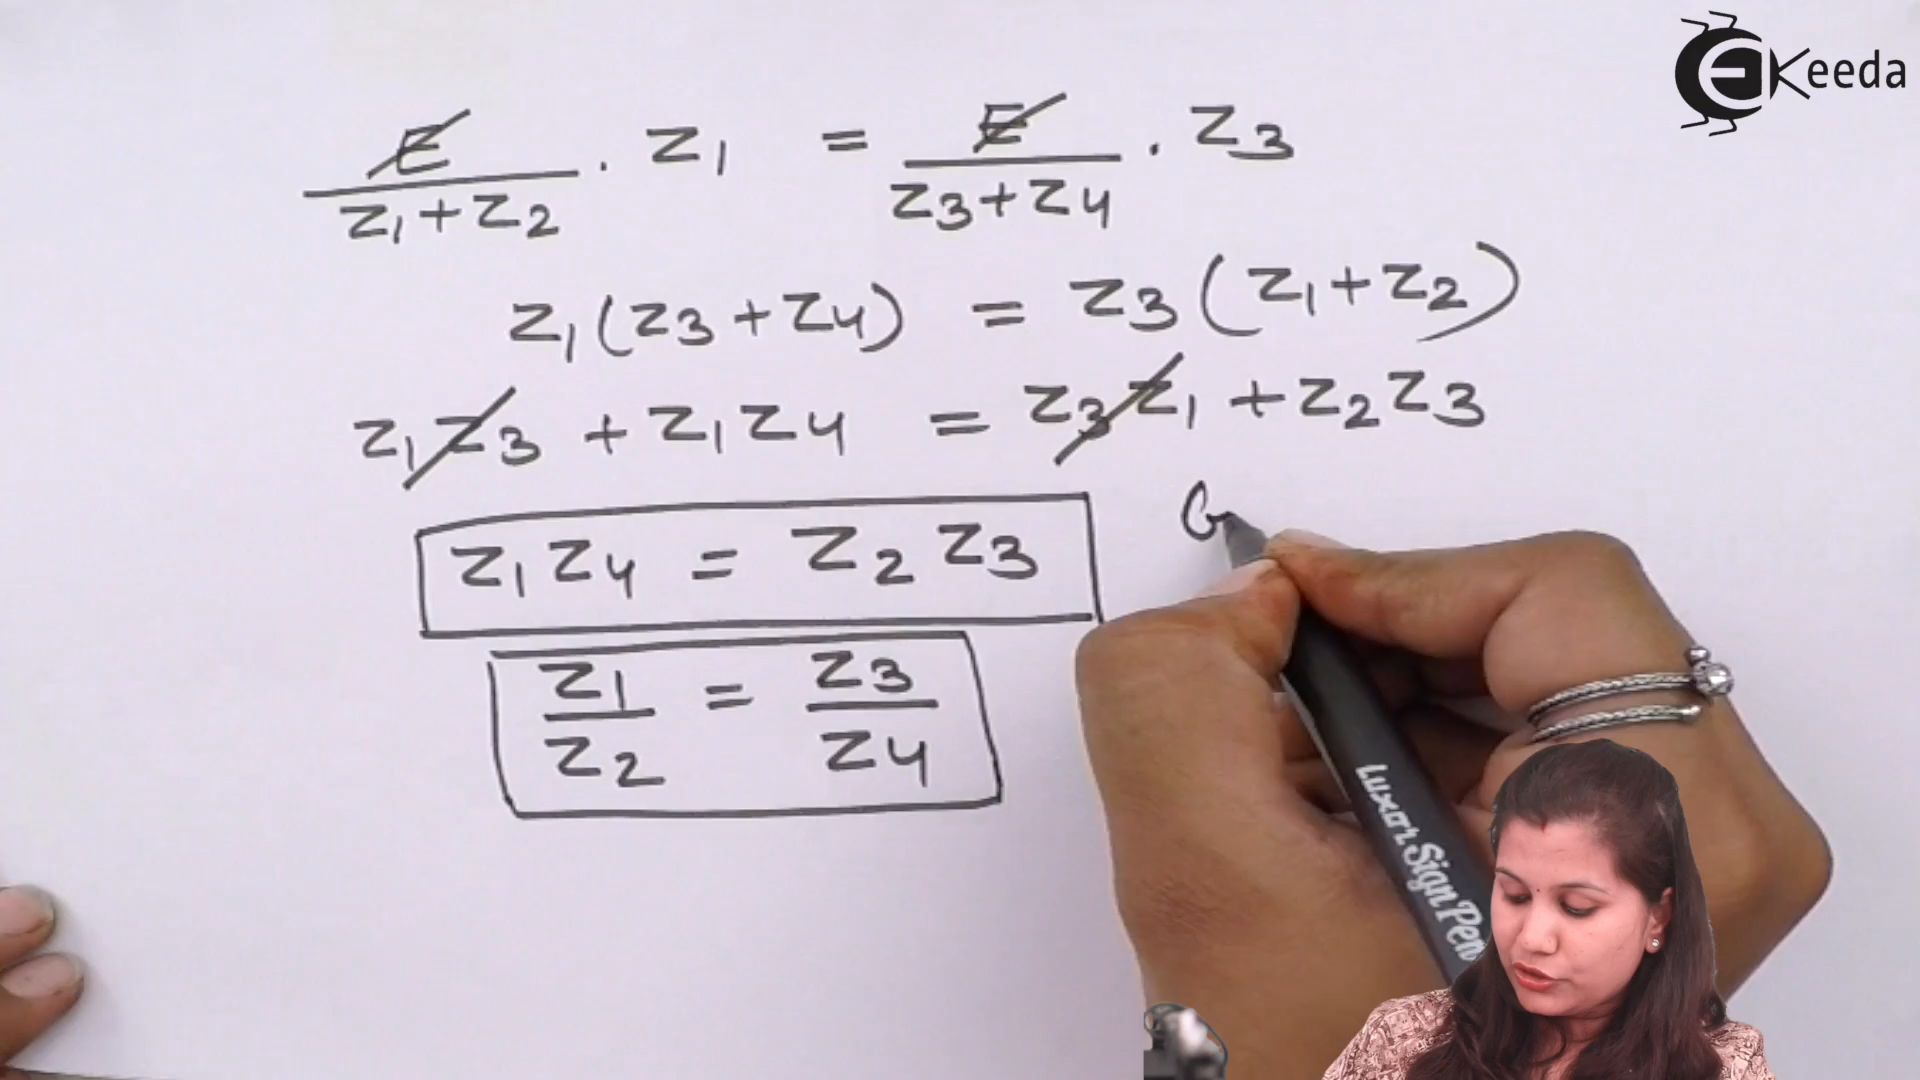 EKeeda
E/(z1+z2) . z1 = E/(z3+z4) . z3
z1(z3+z4) = z3(z1+z2)
z1z3 + z1z4 = z3z1 + z2z3
z1z4 = z2z3
z1/z2 = z3/z4
Luxor Sign Pen